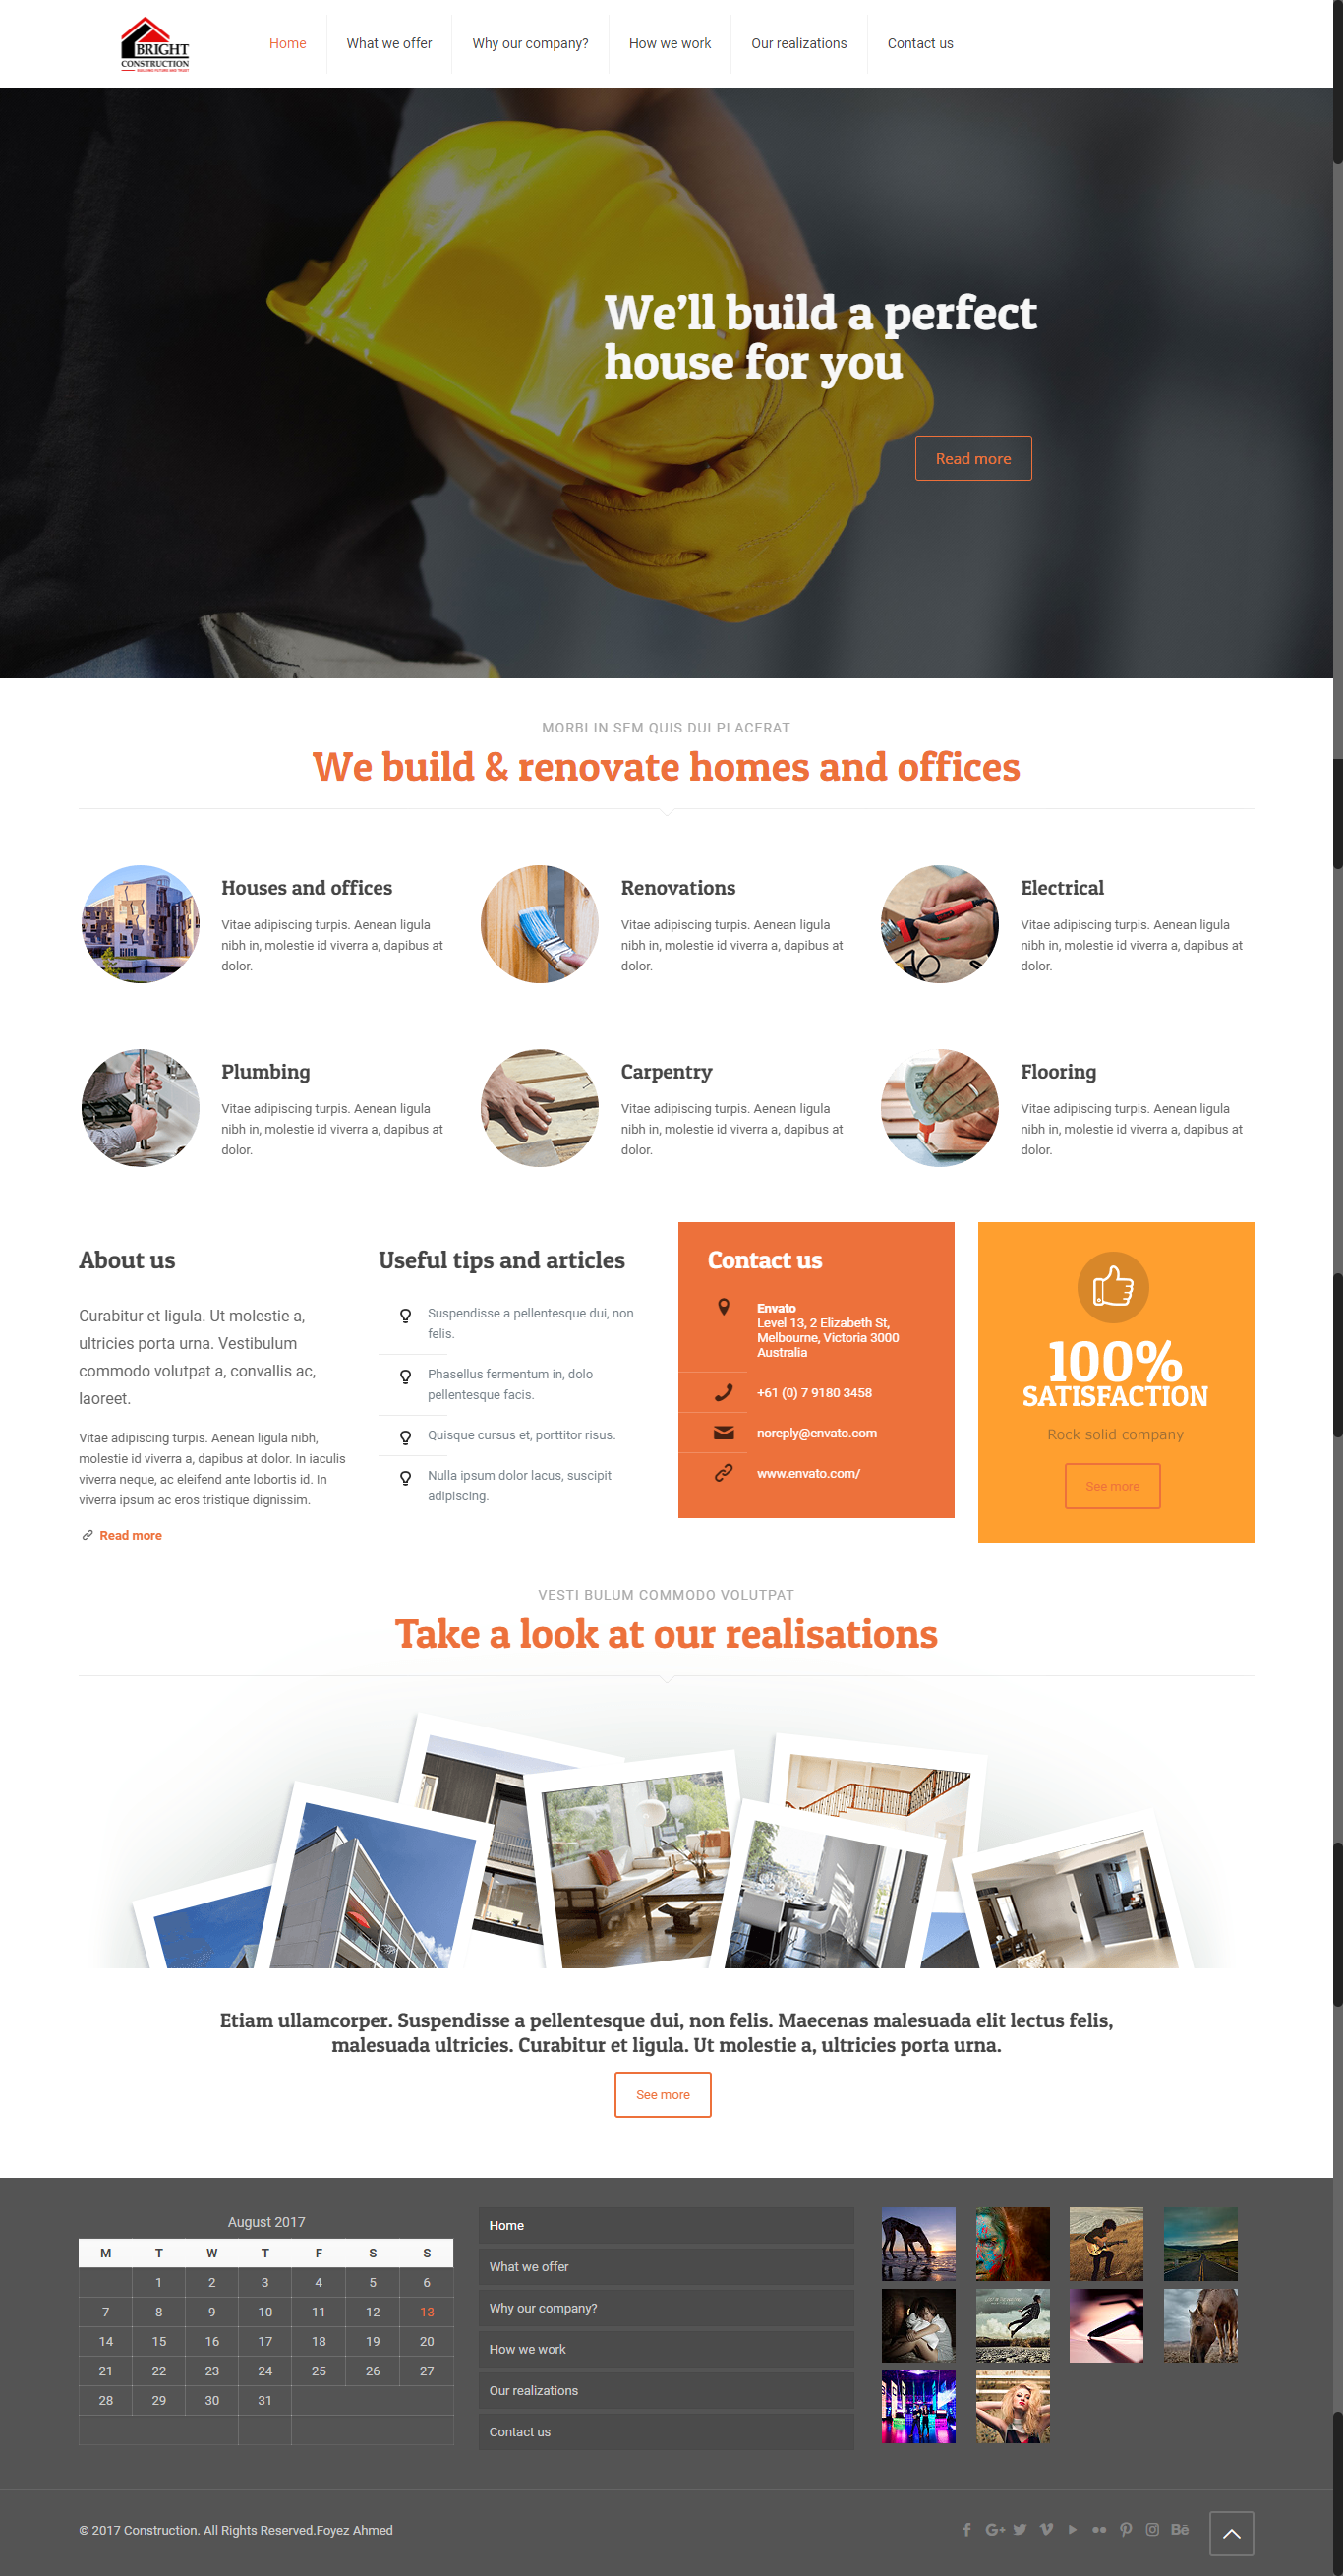 BRIGHT
CONSTRUCTION
BUILDING FUTURE AND TRUST
Home
What we offer
Why our company?
How we work
Our realizations
Contact us
We'll build a perfect
house for you
Read more
MORBI IN SEM QUIS DUI PLACERAT
We build & renovate homes and offices
Houses and offices
Vitae adipiscing turpis. Aenean ligula
nibh in, molestie id viverra a, dapibus at
dolor.
Renovations
Vitae adipiscing turpis. Aenean ligula
nibh in, molestie id viverra a, dapibus at
dolor.
Electrical
Vitae adipiscing turpis. Aenean ligula
nibh in, molestie id viverra a, dapibus at
dolor.
Plumbing
Vitae adipiscing turpis. Aenean ligula
nibh in, molestie id viverra a, dapibus at
dolor.
Carpentry
Vitae adipiscing turpis. Aenean ligula
nibh in, molestie id viverra a, dapibus at
dolor.
Flooring
Vitae adipiscing turpis. Aenean ligula
nibh in, molestie id viverra a, dapibus at
dolor.
About us
Curabitur et ligula. Ut molestie a,
ultricies porta urna. Vestibulum
commodo volutpat a, convallis ac,
laoreet.
Vitae adipiscing turpis. Aenean ligula nibh,
molestie id viverra a, dapibus at dolor. In iaculis
viverra neque, ac eleifend ante lobortis id. In
viverra ipsum ac eros tristique dignissim.
Read more
Useful tips and articles
Suspendisse a pellentesque dui, non
felis.
Phasellus fermentum in, dolo
pellentesque facis.
Quisque cursus et, porttitor risus.
Nulla ipsum dolor lacus, suscipit
adipiscing.
Contact us
Envato
Level 13, 2 Elizabeth St,
Melbourne, Victoria 3000
Australia
+61 (0) 7 9180 3458
noreply@envato.com
www.envato.com/
100%
SATISFACTION
Rock solid company
See more
VESTI BULUM COMMODO VOLUTPAT
Take a look at our realisations
Etiam ullamcorper. Suspendisse a pellentesque dui, non felis. Maecenas malesuada elit lectus felis,
malesuada ultricies. Curabitur et ligula. Ut molestie a, ultricies porta urna.
See more
August 2017
M T W T F S S
1 2 3 4 5 6
7 8 9 10 11 12 13
14 15 16 17 18 19 20
21 22 23 24 25 26 27
28 29 30 31
Home
What we offer
Why our company?
How we work
Our realizations
Contact us
© 2017 Construction. All Rights Reserved.Foyez Ahmed
G+
Bē